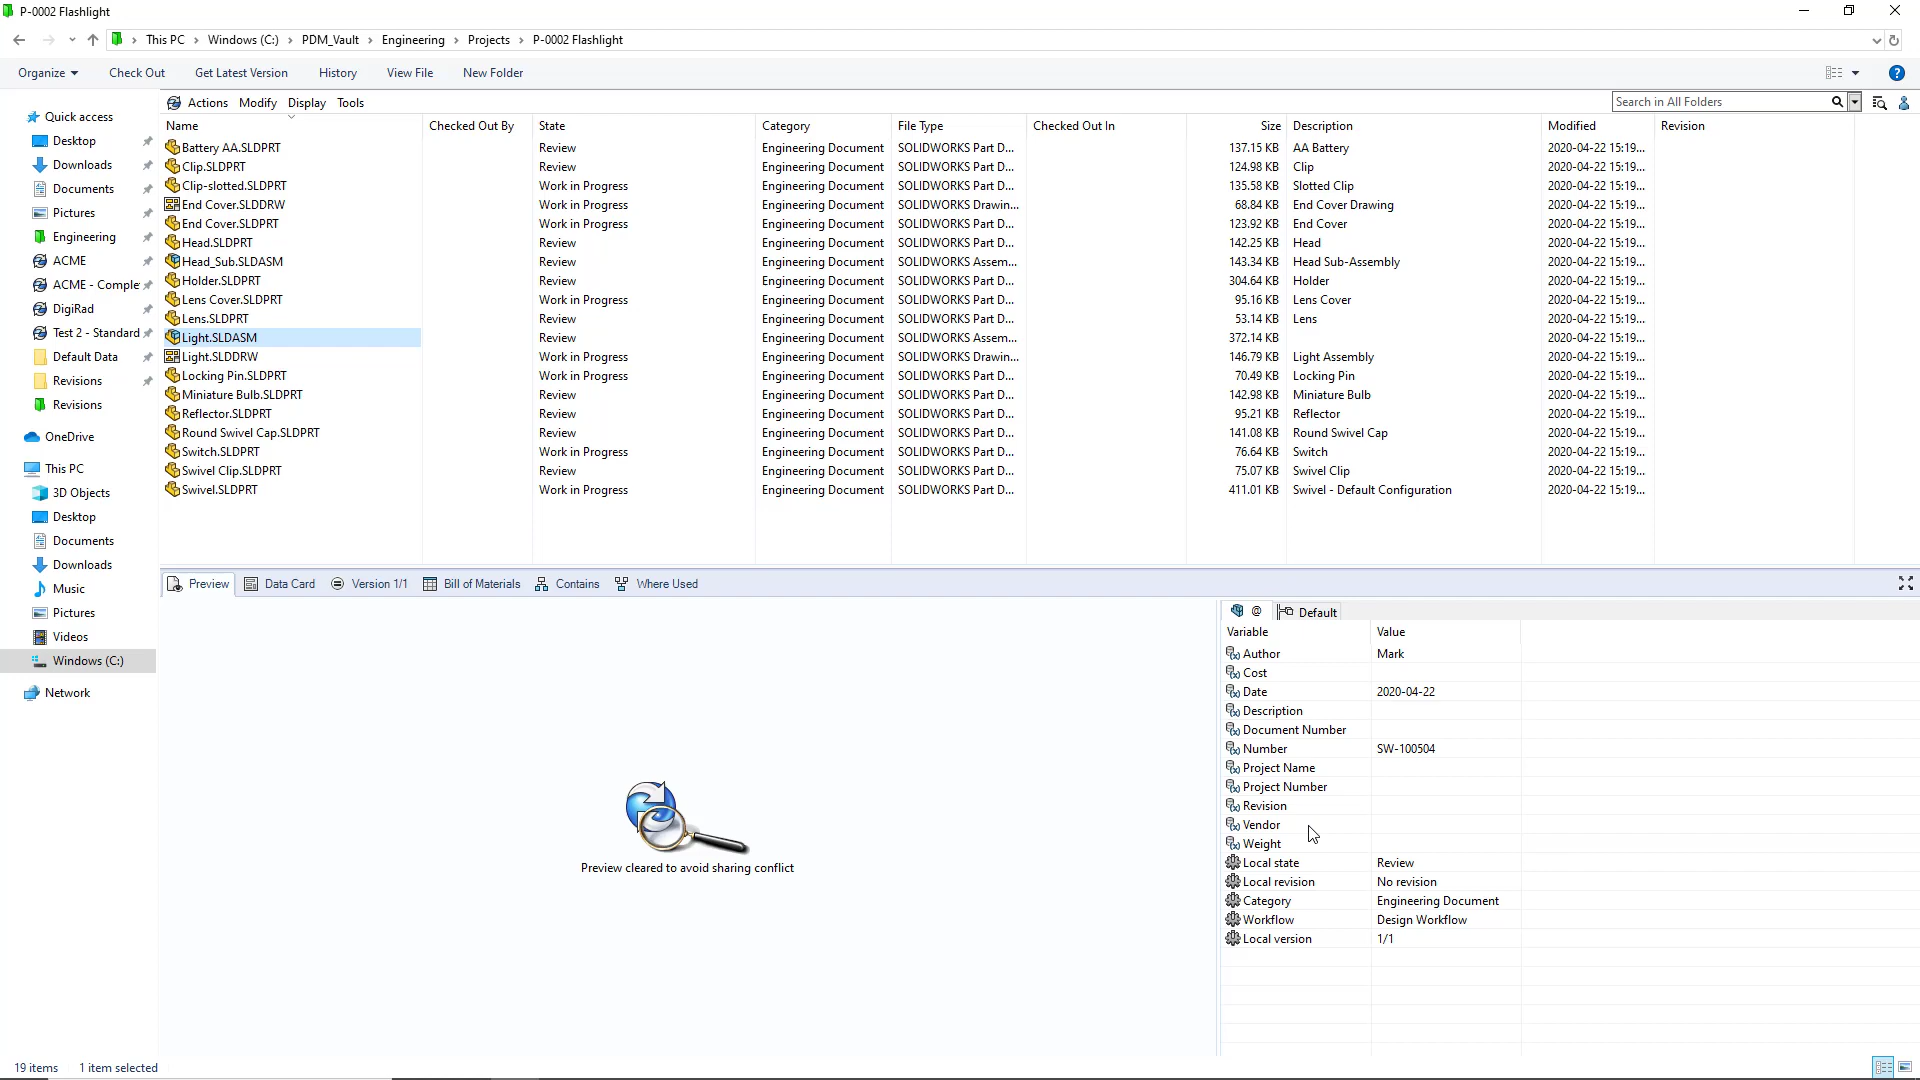 P-0002 Flashlight
This PC > Windows (C:) > PDM_Vault > Engineering > Projects > P-0002 Flashlight
Organize Check Out Get Latest Version History View File New Folder
Actions Modify Display Tools Search in All Folders
Name Checked Out By State Category File Type Checked Out In Size Description Modified Revision
Battery AA.SLDPRT Review Engineering Document SOLIDWORKS Part D... 137.15 KB AA Battery 2020-04-22 15:19...
Clip.SLDPRT Review Engineering Document SOLIDWORKS Part D... 124.98 KB Clip 2020-04-22 15:19...
Clip-slotted.SLDPRT Work in Progress Engineering Document SOLIDWORKS Part D... 135.58 KB Slotted Clip 2020-04-22 15:19...
End Cover.SLDDRW Work in Progress Engineering Document SOLIDWORKS Drawin... 68.84 KB End Cover Drawing 2020-04-22 15:19...
End Cover.SLDPRT Work in Progress Engineering Document SOLIDWORKS Part D... 123.92 KB End Cover 2020-04-22 15:19...
Head.SLDPRT Review Engineering Document SOLIDWORKS Part D... 142.25 KB Head 2020-04-22 15:19...
Head_Sub.SLDASM Review Engineering Document SOLIDWORKS Assem... 143.34 KB Head Sub-Assembly 2020-04-22 15:19...
Holder.SLDPRT Review Engineering Document SOLIDWORKS Part D... 304.64 KB Holder 2020-04-22 15:19...
Lens Cover.SLDPRT Work in Progress Engineering Document SOLIDWORKS Part D... 95.16 KB Lens Cover 2020-04-22 15:19...
Lens.SLDPRT Review Engineering Document SOLIDWORKS Part D... 53.14 KB Lens 2020-04-22 15:19...
Light.SLDASM Review Engineering Document SOLIDWORKS Assem... 372.14 KB 2020-04-22 15:19...
Light.SLDDRW Work in Progress Engineering Document SOLIDWORKS Drawin... 146.79 KB Light Assembly 2020-04-22 15:19...
Locking Pin.SLDPRT Work in Progress Engineering Document SOLIDWORKS Part D... 70.49 KB Locking Pin 2020-04-22 15:19...
Miniature Bulb.SLDPRT Review Engineering Document SOLIDWORKS Part D... 142.98 KB Miniature Bulb 2020-04-22 15:19...
Reflector.SLDPRT Review Engineering Document SOLIDWORKS Part D... 95.21 KB Reflector 2020-04-22 15:19...
Round Swivel Cap.SLDPRT Review Engineering Document SOLIDWORKS Part D... 141.08 KB Round Swivel Cap 2020-04-22 15:19...
Switch.SLDPRT Work in Progress Engineering Document SOLIDWORKS Part D... 76.64 KB Switch 2020-04-22 15:19...
Swivel Clip.SLDPRT Review Engineering Document SOLIDWORKS Part D... 75.07 KB Swivel Clip 2020-04-22 15:19...
Swivel.SLDPRT Work in Progress Engineering Document SOLIDWORKS Part D... 411.01 KB Swivel - Default Configuration 2020-04-22 15:19...
Quick access
Desktop
Downloads
Documents
Pictures
Engineering
ACME
ACME - Comple
DigiRad
Test 2 - Standard
Default Data
Revisions
Revisions
OneDrive
This PC
3D Objects
Desktop
Documents
Downloads
Music
Pictures
Videos
Windows (C:)
Network
Preview Data Card Version 1/1 Bill of Materials Contains Where Used
Preview cleared to avoid sharing conflict
@ Default
Variable Value
Author Mark
Cost
Date 2020-04-22
Description
Document Number
Number SW-100504
Project Name
Project Number
Revision
Vendor
Weight
Local state Review
Local revision No revision
Category Engineering Document
Workflow Design Workflow
Local version 1/1
19 items 1 item selected